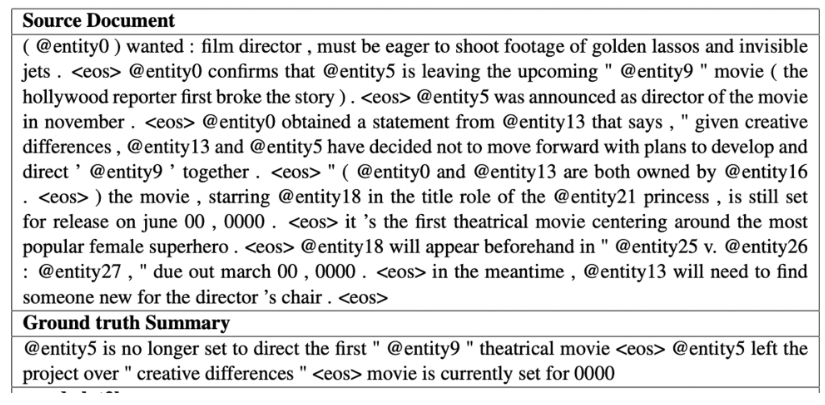 Source Document
( @entity0 ) wanted : film director , must be eager to shoot footage of golden lassos and invisible
jets . <eos> @entity0 confirms that @entity5 is leaving the upcoming " @entity9 " movie ( the
hollywood reporter first broke the story ) . <eos> @entity5 was announced as director of the movie
in november . <eos> @entity0 obtained a statement from @entity13 that says , " given creative
differences , @entity13 and @entity5 have decided not to move forward with plans to develop and
direct ’ @entity9 ’ together . <eos> " ( @entity0 and @entity13 are both owned by @entity16
. <eos> ) the movie , starring @entity18 in the title role of the @entity21 princess , is still set
for release on june 00 , 0000 . <eos> it ’s the first theatrical movie centering around the most
popular female superhero . <eos> @entity18 will appear beforehand in " @entity25 v. @entity26
: @entity27 , " due out march 00 , 0000 . <eos> in the meantime , @entity13 will need to find
someone new for the director ’s chair . <eos>
Ground truth Summary
@entity5 is no longer set to direct the first " @entity9 " theatrical movie <eos> @entity5 left the
project over " creative differences " <eos> movie is currently set for 0000